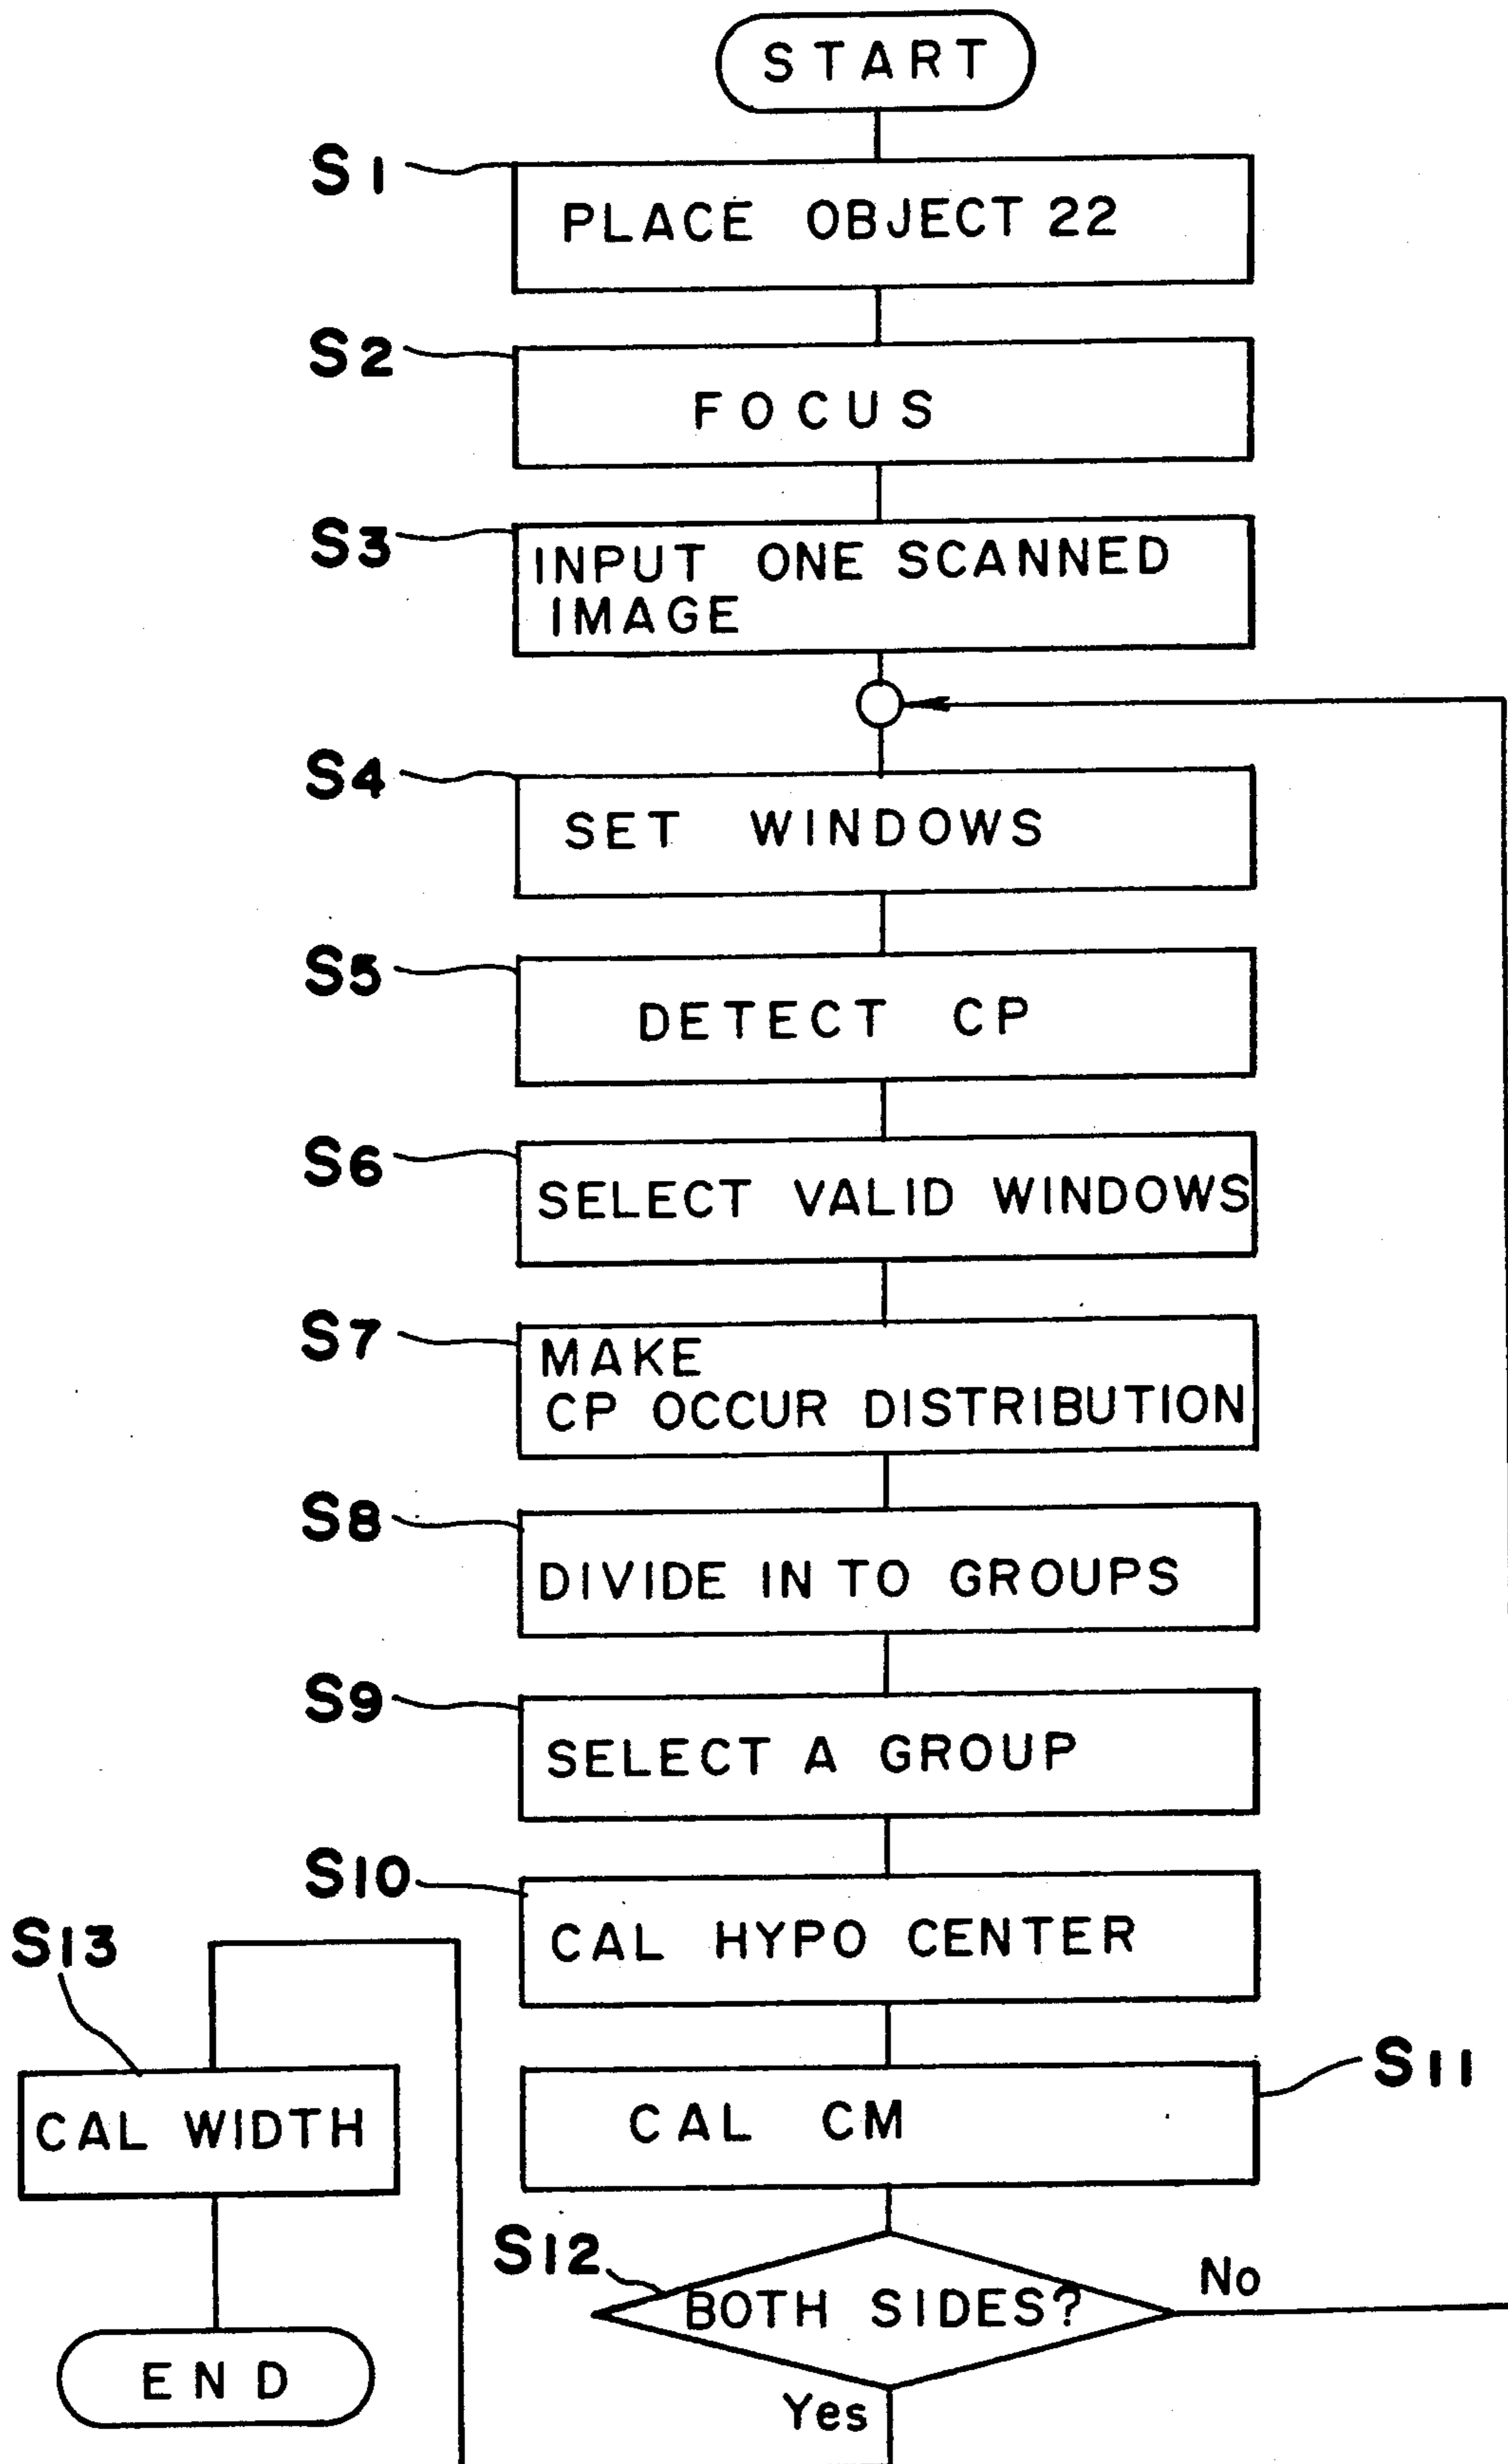 START
S1
PLACE OBJECT 22
S2
FOCUS
S3
INPUT ONE SCANNED
IMAGE
S4
SET WINDOWS
S5
DETECT CP
S6
SELECT VALID WINDOWS
S7
MAKE
CP OCCUR DISTRIBUTION
S8
DIVIDE IN TO GROUPS
S9
SELECT A GROUP
S10
CAL HYPO CENTER
S11
CAL CM
S12
BOTH SIDES?
No
Yes
S13
CAL WIDTH
END